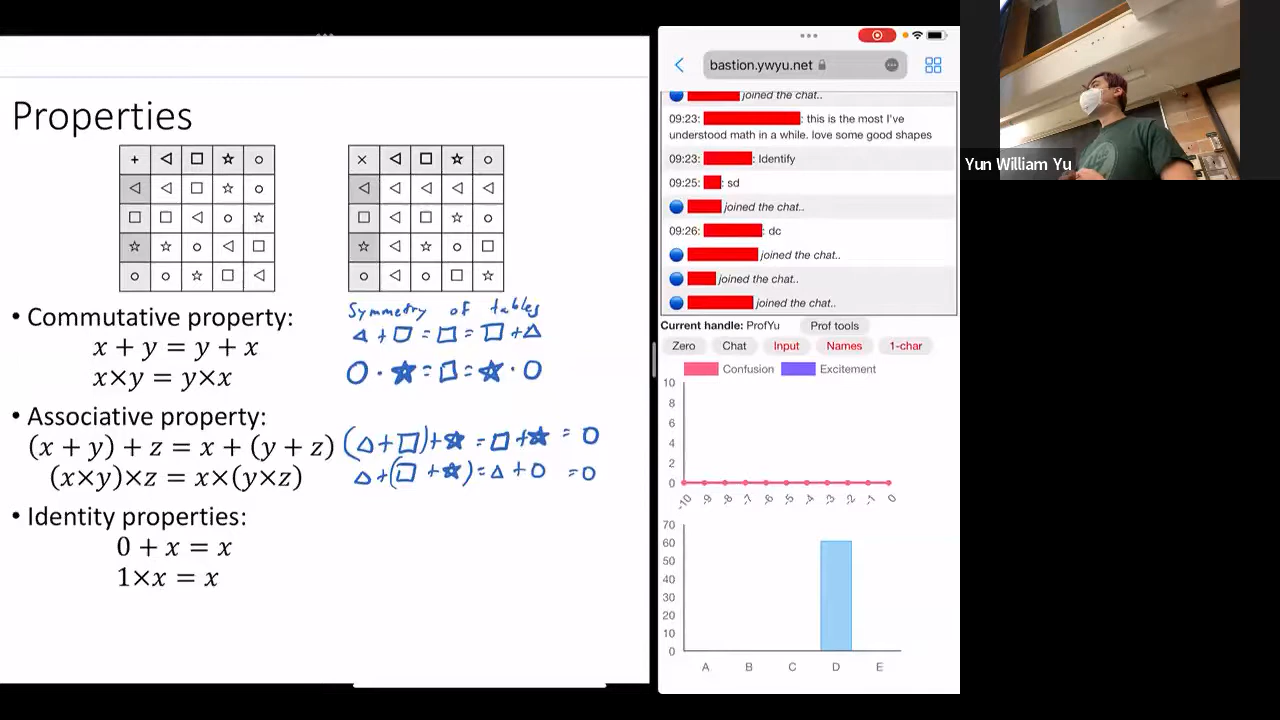 Properties
+ ◁ □ ☆ ○
◁ ◁ □ ☆ ○
□ □ ◁ ○ ☆
☆ ☆ ○ ◁ □
○ ○ ☆ □ ◁
× ◁ □ ☆ ○
◁ ◁ ◁ ◁ ◁
□ ◁ □ ☆ ○
☆ ◁ ☆ ○ □
○ ◁ ○ □ ☆
• Commutative property:
x + y = y + x
x×y = y×x
Symmetry of tables
△ + □ = □ = □ + △
○ · ☆ = □ = ☆ · ○
• Associative property:
(x + y) + z = x + (y + z)
(x×y)×z = x×(y×z)
(△+□)+☆ = □+☆ = ○
△+(□+☆) = △+○ = ○
• Identity properties:
0 + x = x
1×x = x
bastion.ywyu.net
joined the chat..
09:23: : this is the most I've
understood math in a while. love some good shapes
09:23: : Identify
09:25: : sd
joined the chat..
09:26: : dc
joined the chat..
joined the chat..
joined the chat..
Current handle: ProfYu Prof tools
Zero Chat Input Names 1-char
Confusion Excitement
10
8
6
4
2
0
-10 -9 -8 -7 -6 -5 -4 -3 -2 -1 0
70
60
50
40
30
20
10
0
A B C D E
Yun William Yu